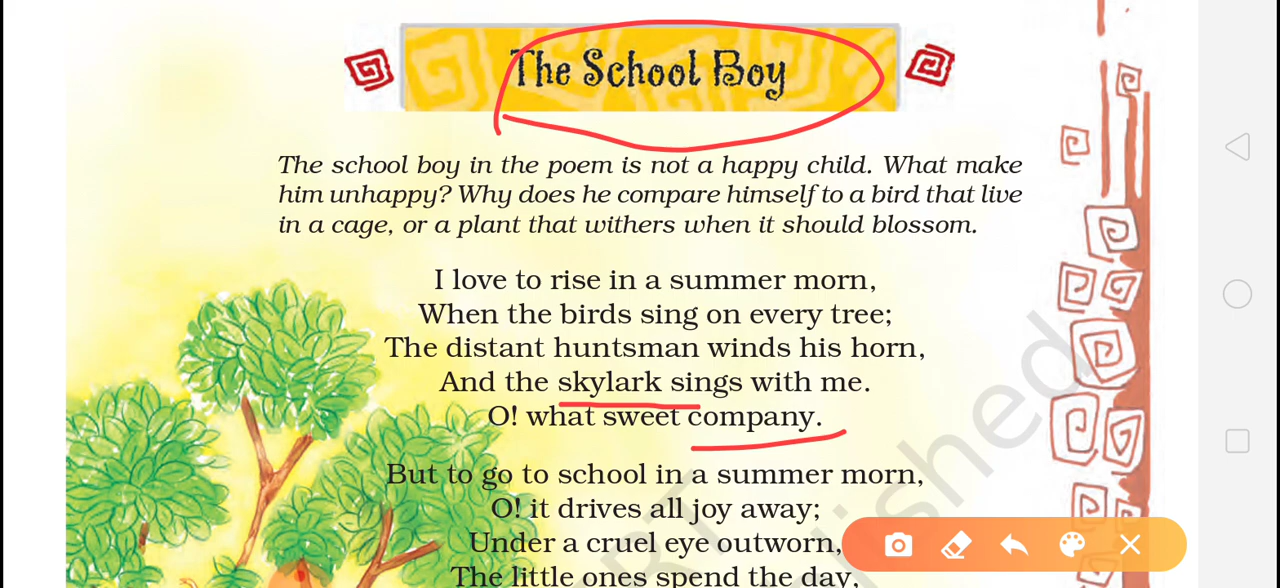 The School Boy
The school boy in the poem is not a happy child. What make
him unhappy? Why does he compare himself to a bird that live
in a cage, or a plant that withers when it should blossom.
I love to rise in a summer morn,
When the birds sing on every tree;
The distant huntsman winds his horn,
And the skylark sings with me.
O! what sweet company.
But to go to school in a summer morn,
O! it drives all joy away;
Under a cruel eye outworn,
The little ones spend the day,